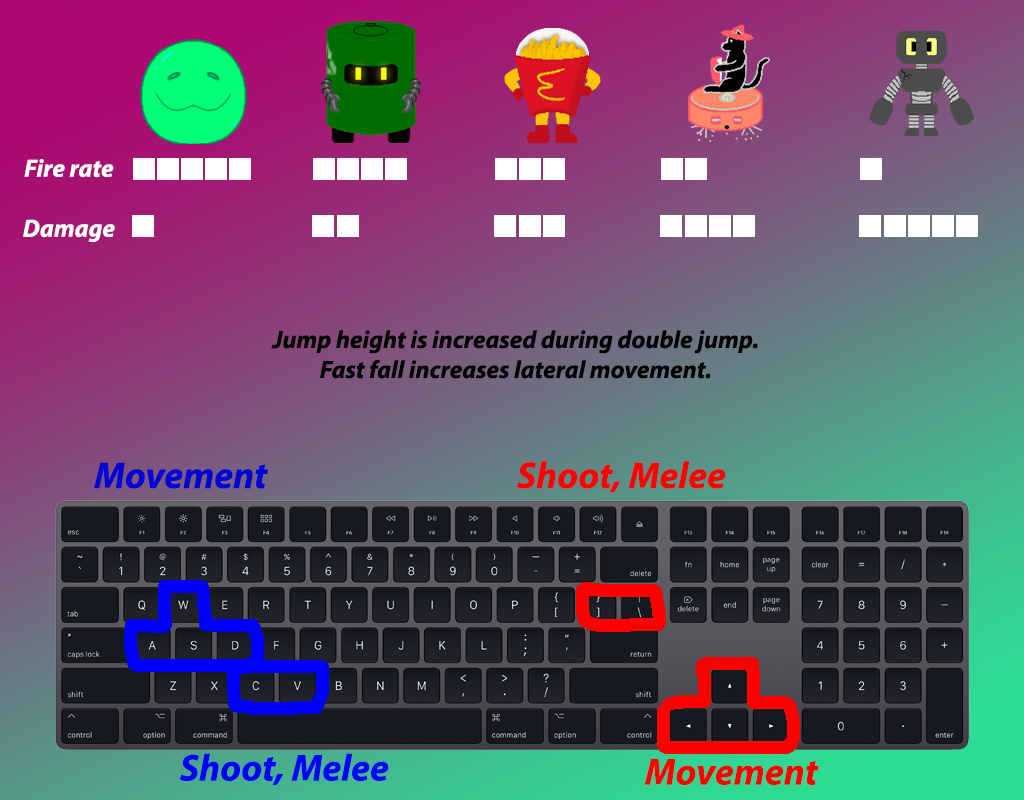 Fire rate
Damage
Jump height is increased during double jump.
Fast fall increases lateral movement.
Movement Shoot, Melee
esc F1 F2 F3 F4 F5 F6 F7 F8 F9 F10 F11 F12 F13 F14 F15 F16 F17 F18 F19
~ ` ! 1 @ 2 # 3 $ 4 % 5 ^ 6 & 7 * 8 ( 9 ) 0 — - + = delete fn home page up clear = / *
tab Q W E R T Y U I O P { [ } ] | \ delete end page down 7 8 9 −
caps lock A S D F G H J K L : ; " ' return 4 5 6 +
shift Z X C V B N M < , > . ? / shift 1 2 3
control option command command option control 0 . enter
Shoot, Melee Movement